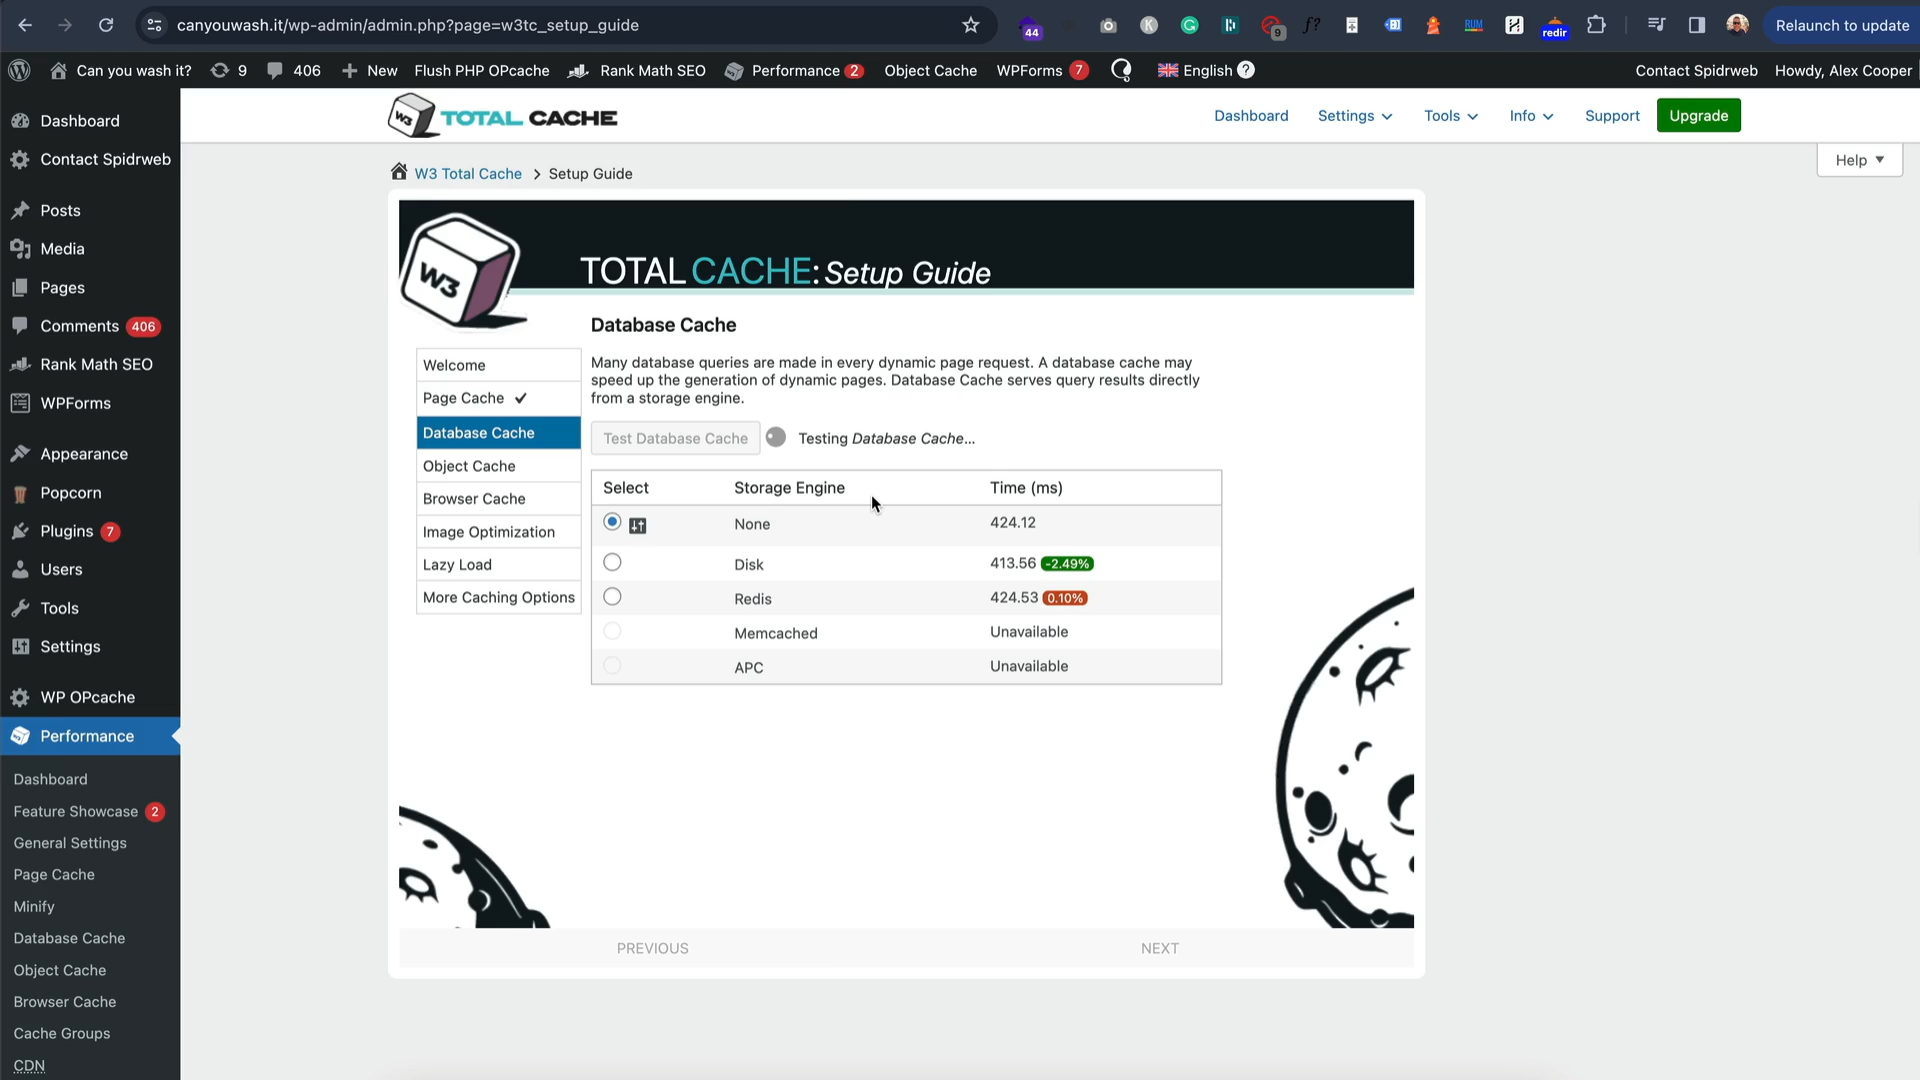 canyouwash.it/wp-admin/admin.php?page=w3tc_setup_guide
44
K
9
f?
RUM
redir
Relaunch to update
Can you wash it?
9
406
New
Flush PHP OPcache
Rank Math SEO
Performance 2
Object Cache
WPForms 7
English ?
Contact Spidrweb
Howdy, Alex Cooper
Dashboard
Contact Spidrweb
Posts
Media
Pages
Comments 406
Rank Math SEO
WPForms
Appearance
Popcorn
Plugins 7
Users
Tools
Settings
WP OPcache
Performance
Dashboard
Feature Showcase 2
General Settings
Page Cache
Minify
Database Cache
Object Cache
Browser Cache
Cache Groups
CDN
W3 TOTAL CACHE
Dashboard
Settings
Tools
Info
Support
Upgrade
Help
W3 Total Cache > Setup Guide
W3
TOTAL CACHE: Setup Guide
Welcome
Page Cache
Database Cache
Object Cache
Browser Cache
Image Optimization
Lazy Load
More Caching Options
Database Cache
Many database queries are made in every dynamic page request. A database cache may
speed up the generation of dynamic pages. Database Cache serves query results directly
from a storage engine.
Test Database Cache
Testing Database Cache...
Select Storage Engine Time (ms)
None 424.12
Disk 413.56 -2.49%
Redis 424.53 0.10%
Memcached Unavailable
APC Unavailable
PREVIOUS
NEXT